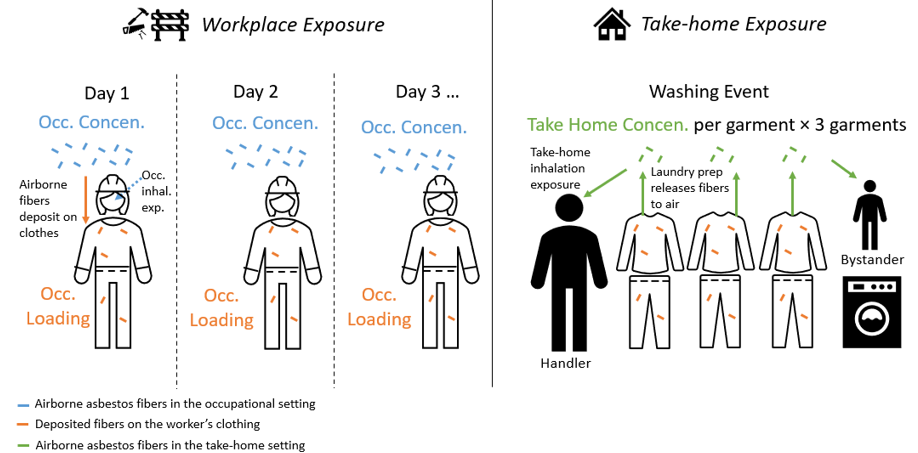 Workplace Exposure
Day 1
Occ. Concen.
Airborne
fibers
deposit on
clothes
Occ.
inhal.
exp.
Occ.
Loading
Day 2
Occ. Concen.
Occ.
Loading
Day 3 ...
Occ. Concen.
Occ.
Loading
Take-home Exposure
Washing Event
Take Home Concen. per garment × 3 garments
Take-home
inhalation
exposure
Laundry prep
releases fibers
to air
Handler
Bystander
Airborne asbestos fibers in the occupational setting
Deposited fibers on the worker's clothing
Airborne asbestos fibers in the take-home setting